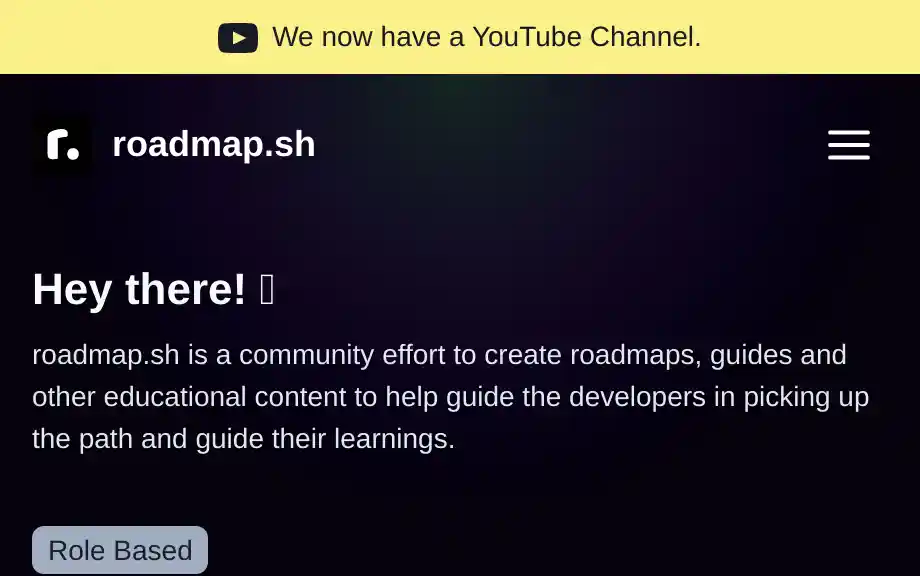 We now have a YouTube Channel.
roadmap.sh
Hey there!
roadmap.sh is a community effort to create roadmaps, guides and
other educational content to help guide the developers in picking up
the path and guide their learnings.
Role Based